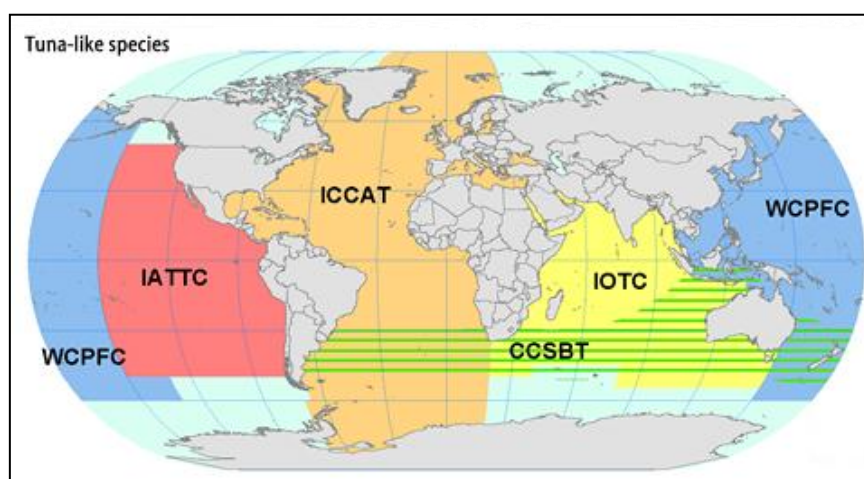 Tuna-like species
ICCAT
WCPFC
IATTC
IOTC
WCPFC
CCSBT